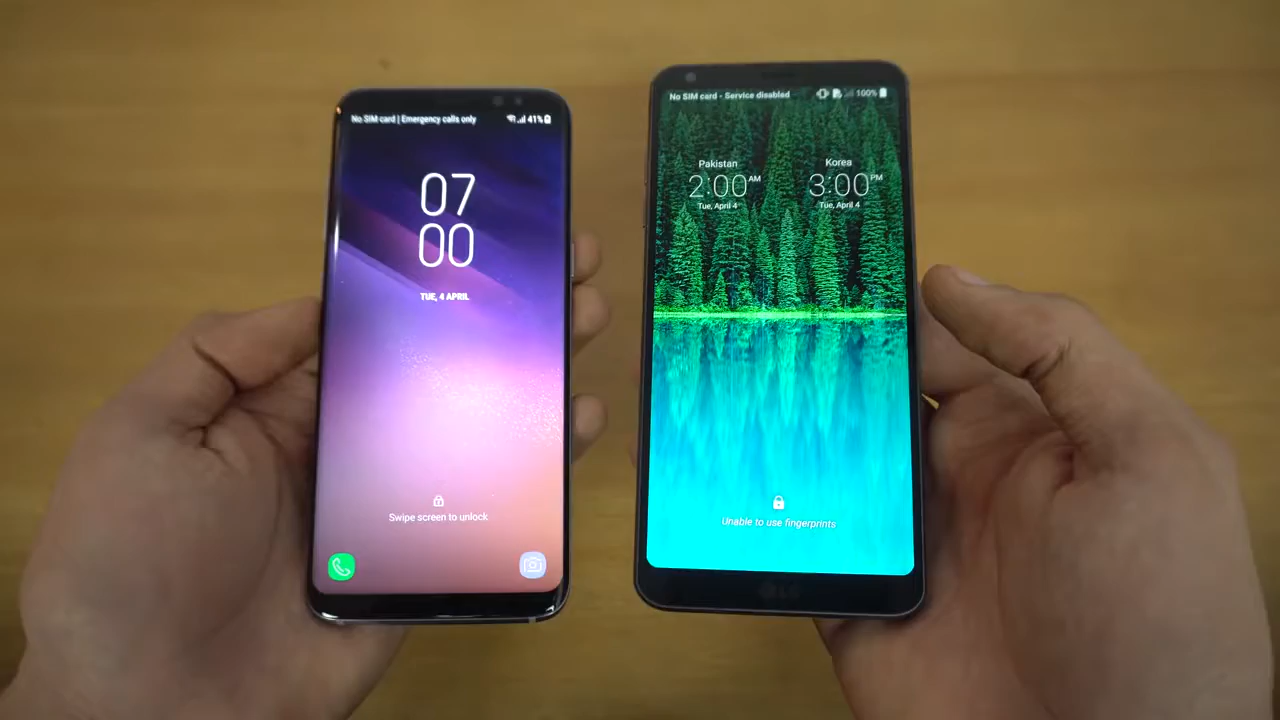 No SIM card | Emergency calls only
41%
07
00
TUE, 4 APRIL
Swipe screen to unlock
No SIM card - Service disabled
100%
Pakistan
2:00 AM
Tue, April 4
Korea
3:00 PM
Tue, April 4
Unable to use fingerprints
LG